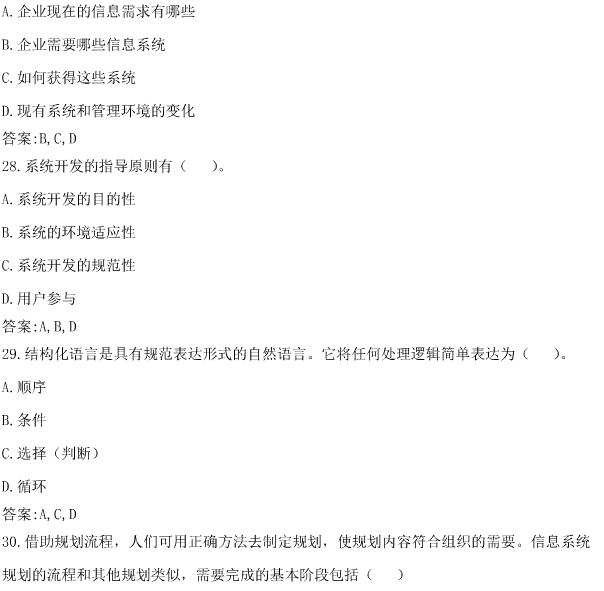 A.企业现在的信息需求有哪些
B.企业需要哪些信息系统
C.如何获得这些系统
D.现有系统和管理环境的变化
答案:B,C,D
28.系统开发的指导原则有（  ）。
A.系统开发的目的性
B.系统的环境适应性
C.系统开发的规范性
D.用户参与
答案:A,B,D
29.结构化语言是具有规范表达形式的自然语言。它将任何处理逻辑简单表达为（  ）。
A.顺序
B.条件
C.选择（判断）
D.循环
答案:A,C,D
30.借助规划流程，人们可用正确方法去制定规划，使规划内容符合组织的需要。信息系统
规划的流程和其他规划类似，需要完成的基本阶段包括（  ）